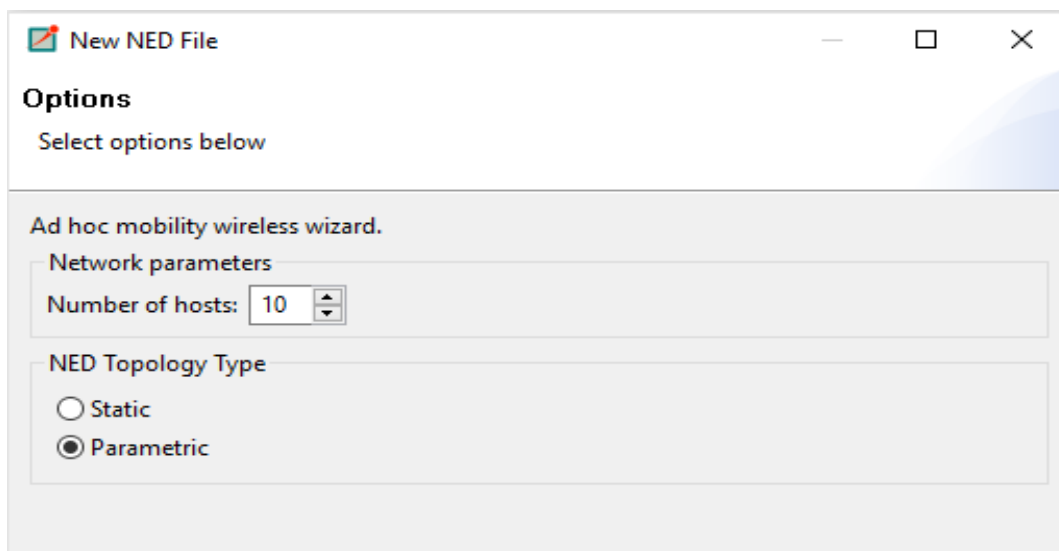 New NED File
Options
Select options below
Ad hoc mobility wireless wizard.
Network parameters
Number of hosts: 10
NED Topology Type
Static
Parametric